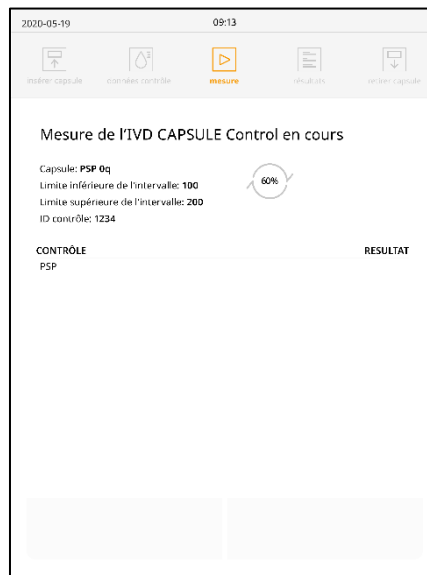 2020-05-19 09:13
insérer capsule données contrôle mesure résultats retirer capsule
Mesure de l'IVD CAPSULE Control en cours
Capsule: PSP 0q
Limite inférieure de l'intervalle: 100
60%
Limite supérieure de l'intervalle: 200
ID contrôle: 1234
CONTRÔLE RESULTAT
PSP